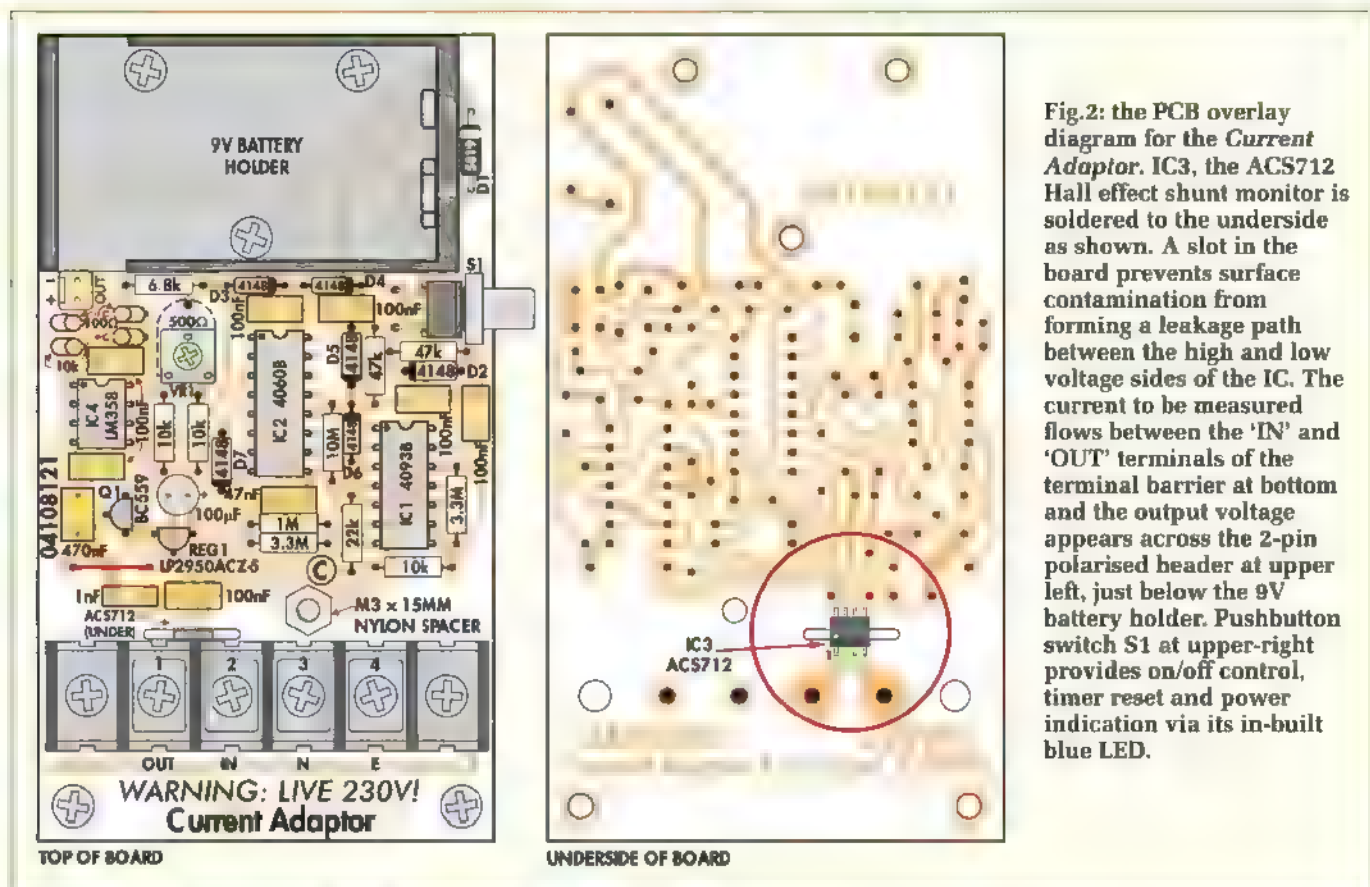 9V BATTERY
HOLDER
5819
D1
S1
6.8k
OUT
+
4148
D3
4148
D4
100nF
100nF
100Ω
500Ω
VR1
10k
47k
47k
4148
D2
D5
4148
IC4
LM358
100nF
10k
10k
IC2 4060B
10M
4148
100nF
100nF
4148
D7
IC1 4093B
3.3M
04108121
470nF
Q1
BC559
+
100µF
47nF
1M
3.3M
22k
10k
REG1
LP2950ACZ-5
©
1nF
100nF
ACS712
(UNDER)
M3 x 15MM
NYLON SPACER
1 2 3 4
OUT IN N E
WARNING: LIVE 230V!
Current Adaptor
TOP OF BOARD
IC3
ACS712
1
UNDERSIDE OF BOARD
Fig.2: the PCB overlay
diagram for the Current
Adaptor. IC3, the ACS712
Hall effect shunt monitor is
soldered to the underside
as shown. A slot in the
board prevents surface
contamination from
forming a leakage path
between the high and low
voltage sides of the IC. The
current to be measured
flows between the ‘IN’ and
‘OUT’ terminals of the
terminal barrier at bottom
and the output voltage
appears across the 2-pin
polarised header at upper
left, just below the 9V
battery holder. Pushbutton
switch S1 at upper-right
provides on/off control,
timer reset and power
indication via its in-built
blue LED.